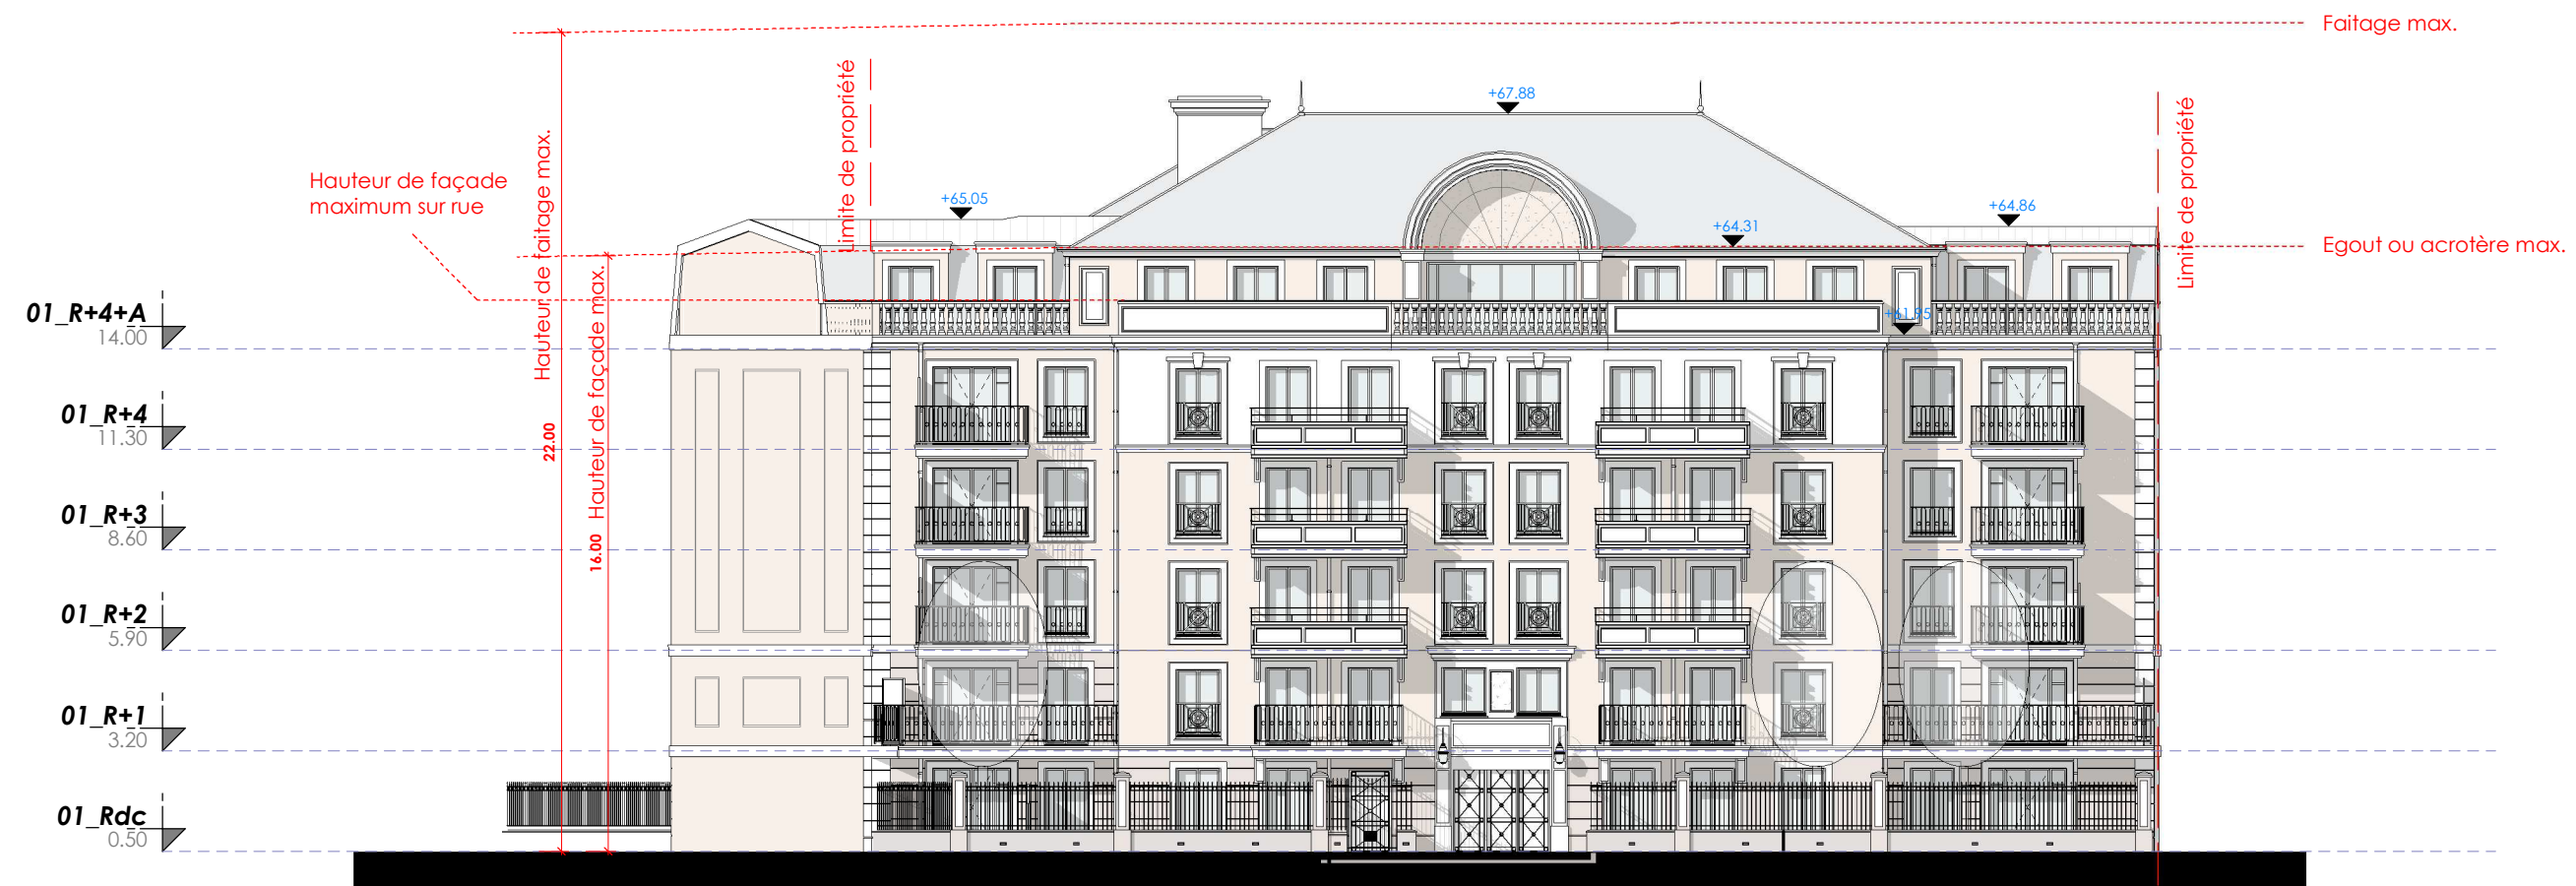 Faitage max.
Limite de propriété
+67.88
Limite de propriété
Hauteur de faitage max.
22.00
Hauteur de façade
maximum sur rue
+65.05
+64.86
+64.31
Egout ou acrotère max.
Hauteur de façade max.
16.00
01_R+4+A
14.00
+61.95
01_R+4
11.30
01_R+3
8.60
01_R+2
5.90
01_R+1
3.20
01_Rdc
0.50